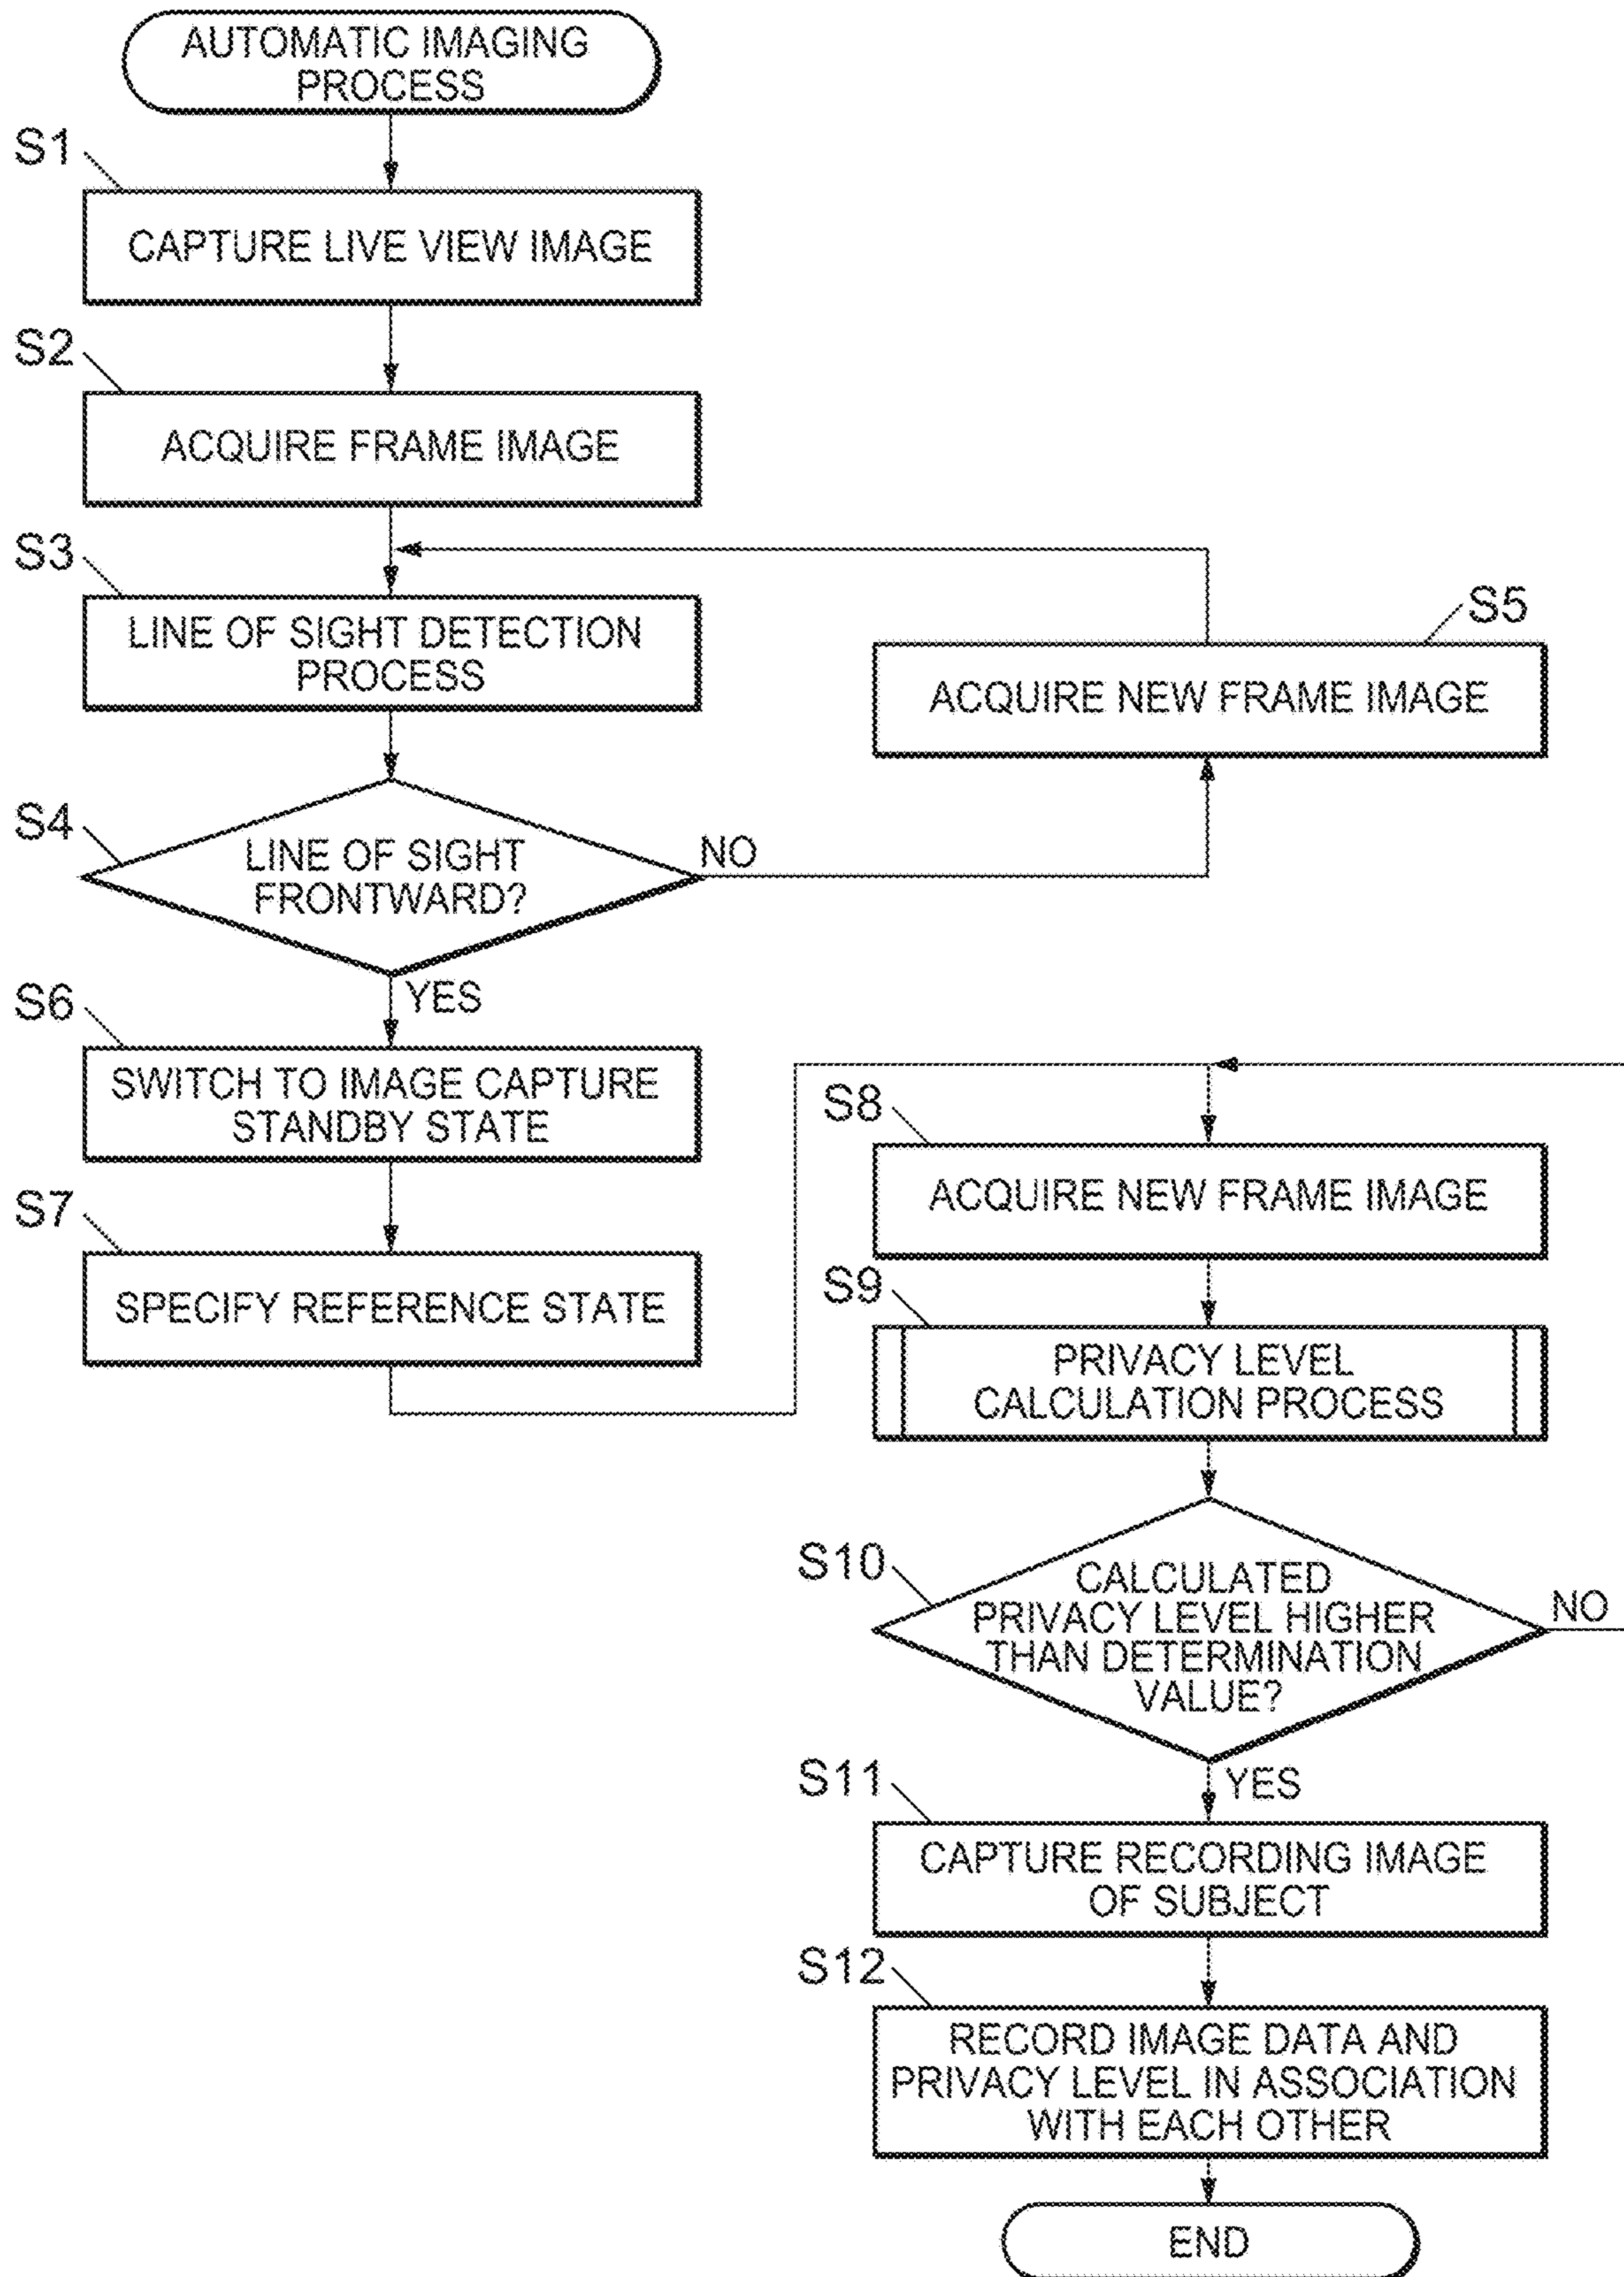 AUTOMATIC IMAGING
PROCESS
S1
CAPTURE LIVE VIEW IMAGE
S2
ACQUIRE FRAME IMAGE
S3
LINE OF SIGHT DETECTION
PROCESS
S4
LINE OF SIGHT
FRONTWARD?
NO
S5
ACQUIRE NEW FRAME IMAGE
YES
S6
SWITCH TO IMAGE CAPTURE
STANDBY STATE
S7
SPECIFY REFERENCE STATE
S8
ACQUIRE NEW FRAME IMAGE
S9
PRIVACY LEVEL
CALCULATION PROCESS
S10
CALCULATED
PRIVACY LEVEL HIGHER
THAN DETERMINATION
VALUE?
NO
YES
S11
CAPTURE RECORDING IMAGE
OF SUBJECT
S12
RECORD IMAGE DATA AND
PRIVACY LEVEL IN ASSOCIATION
WITH EACH OTHER
END